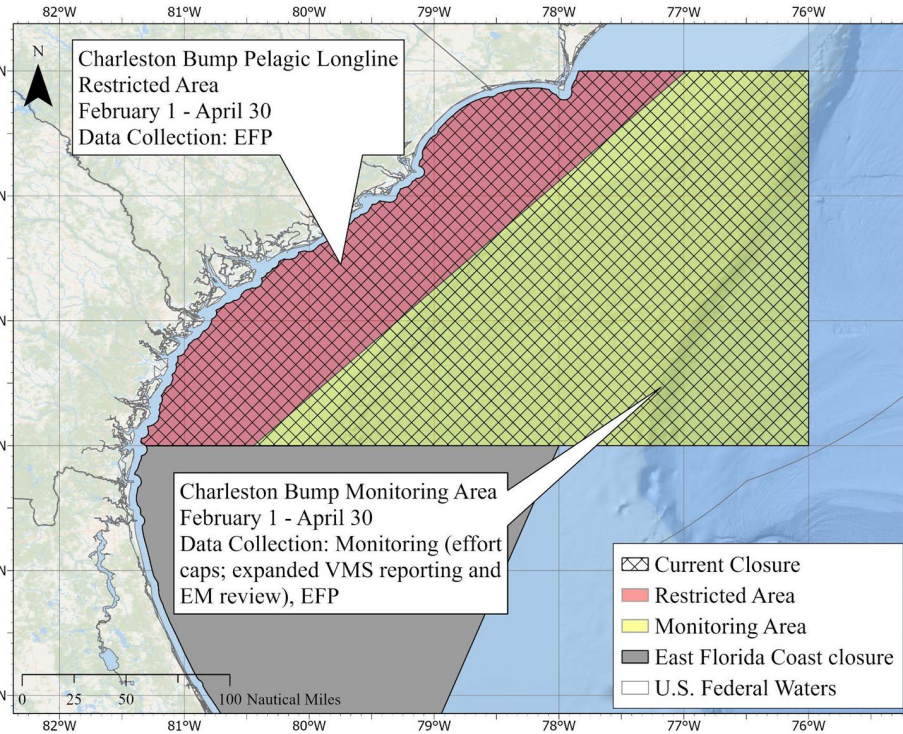 82°W 81°W 80°W 79°W 78°W 77°W 76°W
N
Charleston Bump Pelagic Longline
Restricted Area
February 1 - April 30
Data Collection: EFP
N
N
N
N
Charleston Bump Monitoring Area
February 1 - April 30
Data Collection: Monitoring (effort
caps; expanded VMS reporting and
EM review), EFP
N
Current Closure
Restricted Area
Monitoring Area
East Florida Coast closure
U.S. Federal Waters
N
0 25 50 100 Nautical Miles
82°W 81°W 80°W 79°W 78°W 77°W 76°W